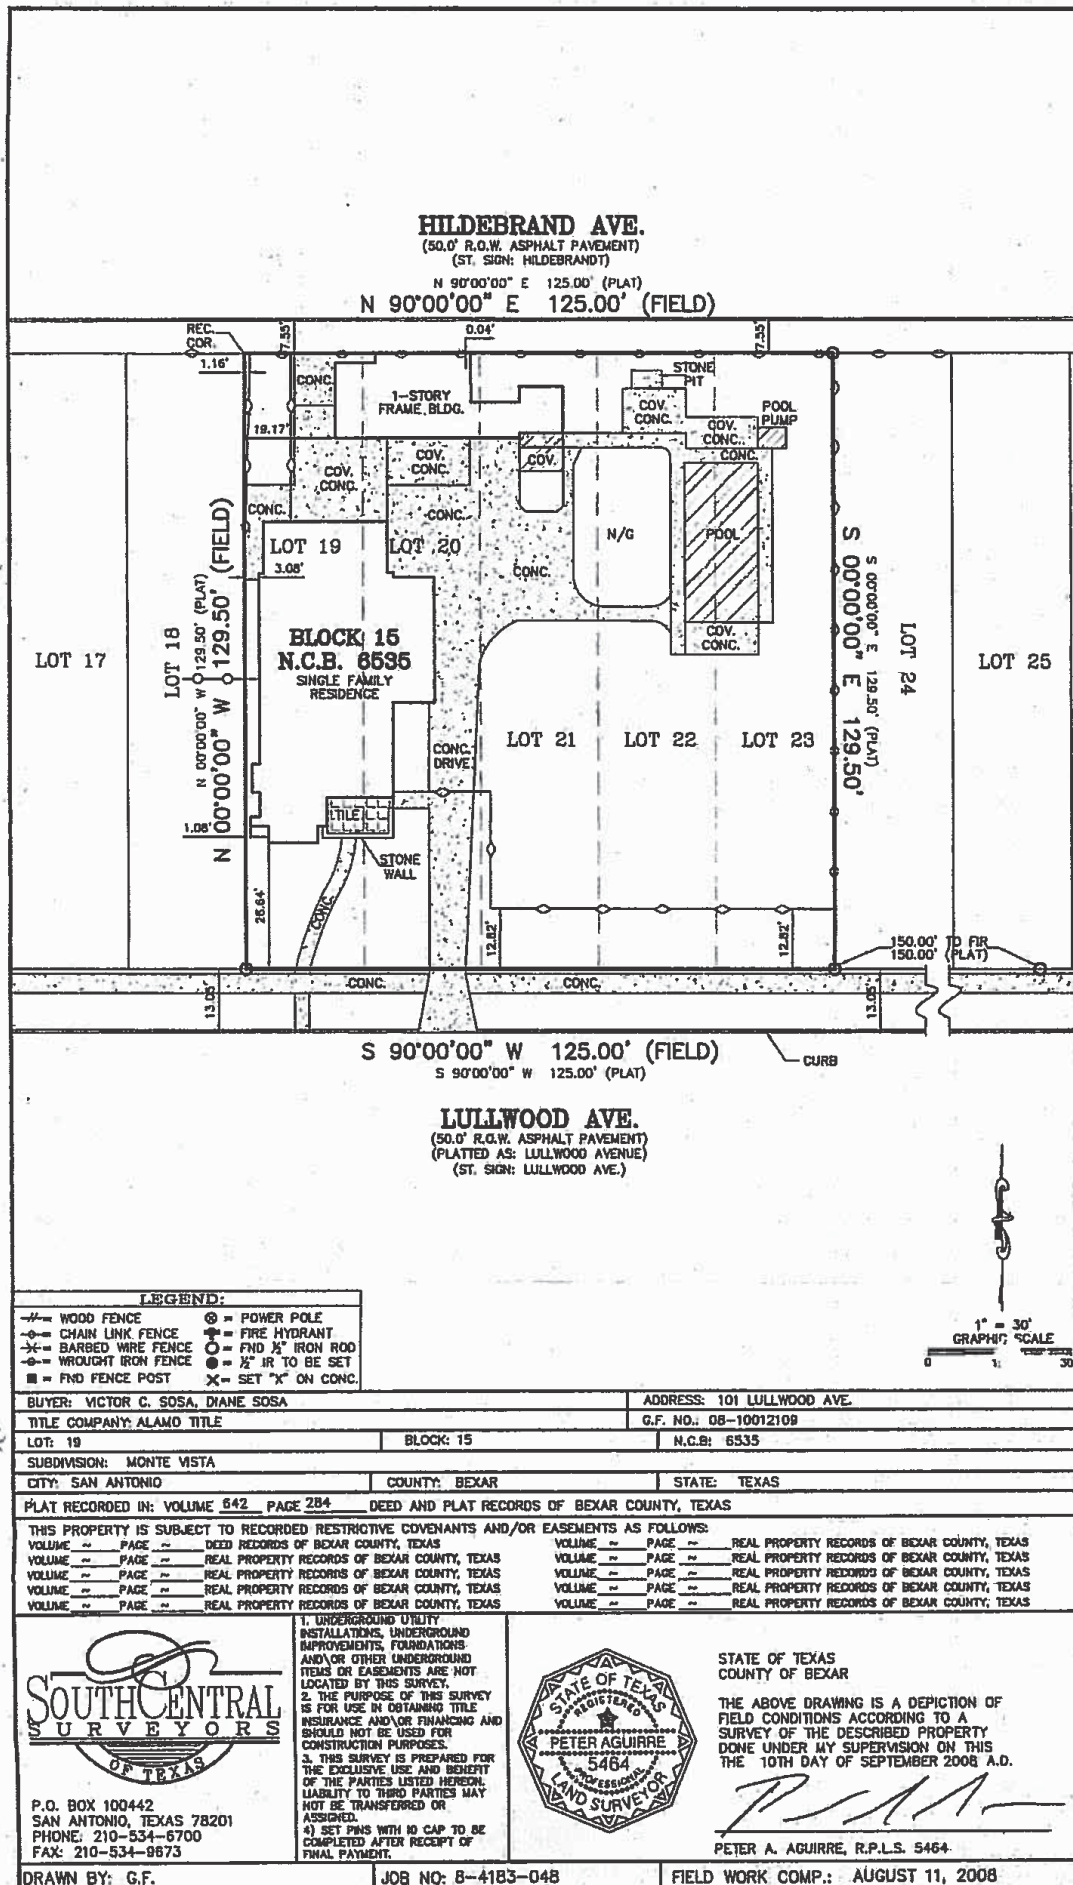 HILDEBRAND AVE.
(50.0' R.O.W. ASPHALT PAVEMENT)
(ST. SIGN: HILDEBRANDT)
N 90°00'00" E 125.00' (PLAT)
N 90°00'00" E 125.00' (FIELD)
REC.
COR.
7.55'
0.04'
7.55'
1.16'
CONC.
1-STORY
FRAME BLDG.
STONE
PIT
COV.
CONC.
POOL
PUMP
COV.
CONC.
19.17'
CONC.
COV.
CONC.
COV.
CONC.
COV.
CONC.
CONC.
LOT 19
LOT 20
N/G
POOL
CONC.
3.08'
COV.
CONC.
BLOCK 15
N.C.B. 6535
SINGLE FAMILY
RESIDENCE
LOT 17
LOT 18
N 00°00'00" W 129.50' (PLAT)
N 00°00'00" W 129.50' (FIELD)
S 00°00'00" E 129.50'
S 00°00'00" E 129.50' (PLAT)
LOT 24
LOT 25
LOT 21
LOT 22
LOT 23
CONC.
DRIVE
TILE
1.08'
STONE
WALL
CONC.
26.64'
12.82'
12.82'
150.00' TO FIR
150.00' (PLAT)
CONC.
CONC.
13.05'
13.05'
CURB
S 90°00'00" W 125.00' (FIELD)
S 90°00'00" W 125.00' (PLAT)
LULLWOOD AVE.
(50.0' R.O.W. ASPHALT PAVEMENT)
(PLATTED AS: LULLWOOD AVENUE)
(ST. SIGN: LULLWOOD AVE.)
1" = 30'
GRAPHIC SCALE
0 30
LEGEND:
= WOOD FENCE = POWER POLE
= CHAIN LINK FENCE = FIRE HYDRANT
= BARBED WIRE FENCE = FND ½" IRON ROD
= WROUGHT IRON FENCE = ½" IR TO BE SET
= FND FENCE POST = SET "X" ON CONC.
BUYER: VICTOR C. SOSA, DIANE SOSA ADDRESS: 101 LULLWOOD AVE.
TITLE COMPANY: ALAMO TITLE G.F. NO.: 08-10012109
LOT: 19 BLOCK: 15 N.C.B: 6535
SUBDIVISION: MONTE VISTA
CITY: SAN ANTONIO COUNTY: BEXAR STATE: TEXAS
PLAT RECORDED IN: VOLUME 642 PAGE 284 DEED AND PLAT RECORDS OF BEXAR COUNTY, TEXAS
THIS PROPERTY IS SUBJECT TO RECORDED RESTRICTIVE COVENANTS AND/OR EASEMENTS AS FOLLOWS:
VOLUME ~ PAGE ~ DEED RECORDS OF BEXAR COUNTY, TEXAS VOLUME ~ PAGE ~ REAL PROPERTY RECORDS OF BEXAR COUNTY, TEXAS
VOLUME ~ PAGE ~ REAL PROPERTY RECORDS OF BEXAR COUNTY, TEXAS VOLUME ~ PAGE ~ REAL PROPERTY RECORDS OF BEXAR COUNTY, TEXAS
VOLUME ~ PAGE ~ REAL PROPERTY RECORDS OF BEXAR COUNTY, TEXAS VOLUME ~ PAGE ~ REAL PROPERTY RECORDS OF BEXAR COUNTY, TEXAS
VOLUME ~ PAGE ~ REAL PROPERTY RECORDS OF BEXAR COUNTY, TEXAS VOLUME ~ PAGE ~ REAL PROPERTY RECORDS OF BEXAR COUNTY, TEXAS
VOLUME ~ PAGE ~ REAL PROPERTY RECORDS OF BEXAR COUNTY, TEXAS VOLUME ~ PAGE ~ REAL PROPERTY RECORDS OF BEXAR COUNTY, TEXAS
SOUTHCENTRAL
SURVEYORS
OF TEXAS
P.O. BOX 100442
SAN ANTONIO, TEXAS 78201
PHONE: 210-534-6700
FAX: 210-534-9673
1. UNDERGROUND UTILITY
INSTALLATIONS, UNDERGROUND
IMPROVEMENTS, FOUNDATIONS
AND\OR OTHER UNDERGROUND
ITEMS OR EASEMENTS ARE NOT
LOCATED BY THIS SURVEY.
2. THE PURPOSE OF THIS SURVEY
IS FOR USE IN OBTAINING TITLE
INSURANCE AND\OR FINANCING AND
SHOULD NOT BE USED FOR
CONSTRUCTION PURPOSES.
3. THIS SURVEY IS PREPARED FOR
THE EXCLUSIVE USE AND BENEFIT
OF THE PARTIES LISTED HEREON.
LIABILITY TO THIRD PARTIES MAY
NOT BE TRANSFERRED OR
ASSIGNED.
4) SET PINS WITH ID CAP TO BE
COMPLETED AFTER RECEIPT OF
FINAL PAYMENT.
STATE OF TEXAS
REGISTERED
PETER AGUIRRE
5464
PROFESSIONAL
LAND SURVEYOR
STATE OF TEXAS
COUNTY OF BEXAR
THE ABOVE DRAWING IS A DEPICTION OF
FIELD CONDITIONS ACCORDING TO A
SURVEY OF THE DESCRIBED PROPERTY
DONE UNDER MY SUPERVISION ON THIS
THE 10TH DAY OF SEPTEMBER 2008 A.D.
PETER A. AGUIRRE, R.P.L.S. 5464
DRAWN BY: G.F. JOB NO: 8-4183-048 FIELD WORK COMP.: AUGUST 11, 2008